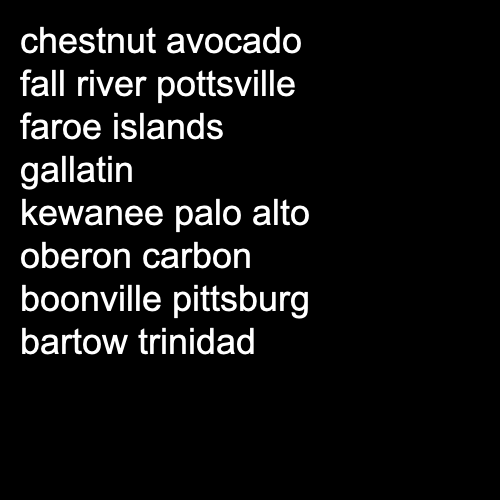 chestnut avocado
fall river pottsville
faroe islands
gallatin
kewanee palo alto
oberon carbon
boonville pittsburg
bartow trinidad